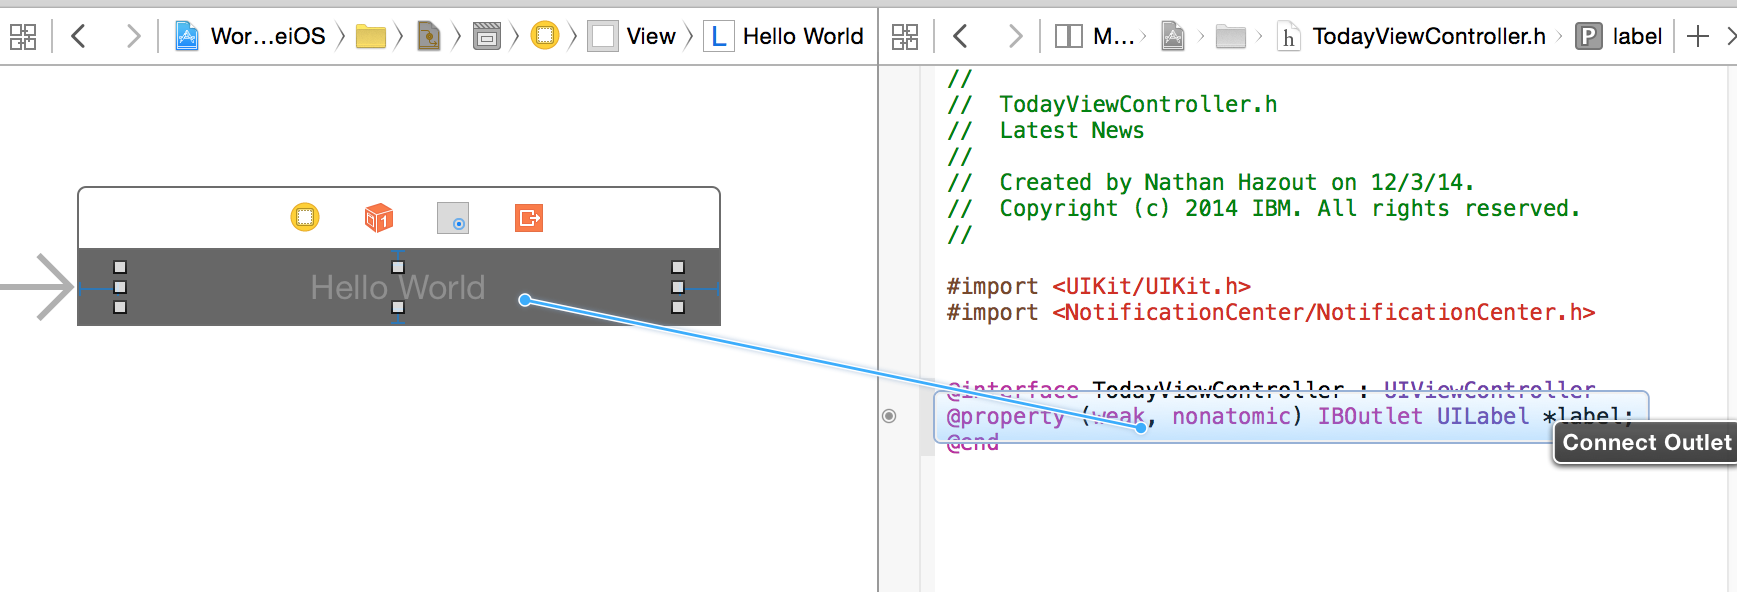 Wor...eiOS View L Hello World
M... h TodayViewController.h P label
Hello World
1
//
// TodayViewController.h
// Latest News
//
// Created by Nathan Hazout on 12/3/14.
// Copyright (c) 2014 IBM. All rights reserved.
//
#import <UIKit/UIKit.h>
#import <NotificationCenter/NotificationCenter.h>
@interface TodayViewController : UIViewController
@property (weak, nonatomic) IBOutlet UILabel *label;
@end
Connect Outlet